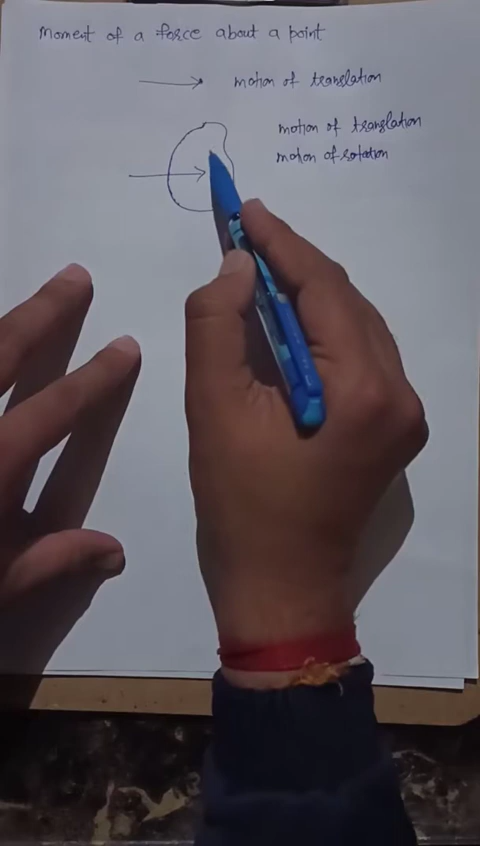 Moment of a force about a point
motion of translation
motion of translation
motion of rotation